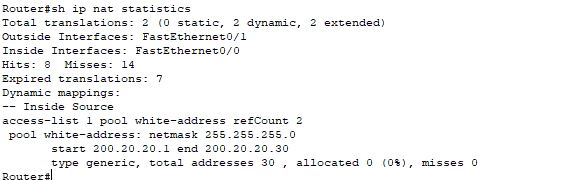 Router#sh ip nat statistics
Total translations: 2 (0 static, 2 dynamic, 2 extended)
Outside Interfaces: FastEthernet0/1
Inside Interfaces: FastEthernet0/0
Hits: 8  Misses: 14
Expired translations: 7
Dynamic mappings:
-- Inside Source
access-list 1 pool white-address refCount 2
 pool white-address: netmask 255.255.255.0
       start 200.20.20.1 end 200.20.20.30
       type generic, total addresses 30 , allocated 0 (0%), misses 0
Router#